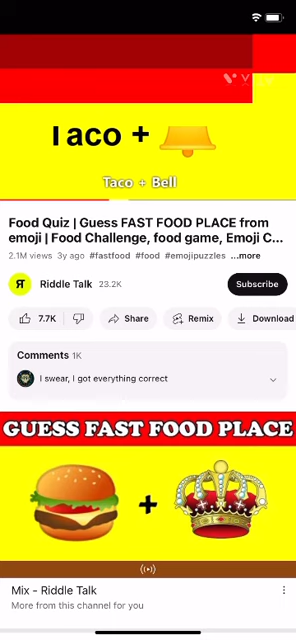 Taco +
Taco + Bell
Food Quiz | Guess FAST FOOD PLACE from
emoji | Food Challenge, food game, Emoji C...
2.1M views 3y ago #fastfood #food #emojipuzzles ...more
Riddle Talk 23.2K
Subscribe
7.7K
Share
Remix
Download
Comments 1K
I swear, I got everything correct
GUESS FAST FOOD PLACE
+
Mix - Riddle Talk
More from this channel for you